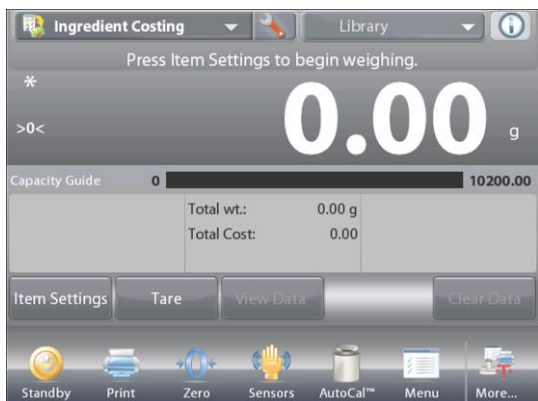 Ingredient Costing
Library
Press Item Settings to begin weighing.
*
>0<
0.00 g
Capacity Guide 0 10200.00
Total wt.: 0.00 g
Total Cost: 0.00
Item Settings Tare View Data Clear Data
Standby Print Zero Sensors AutoCal™ Menu More...